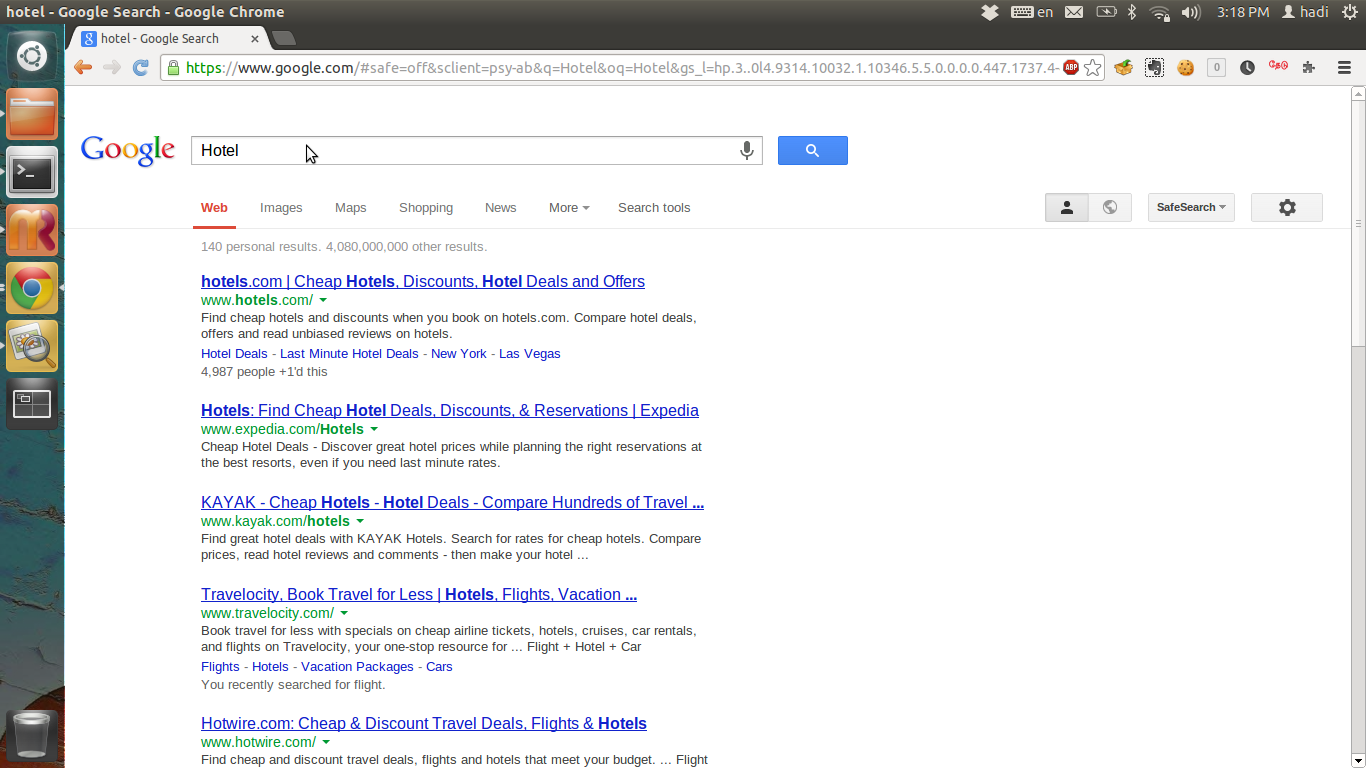 hotel - Google Search - Google Chrome
en
3:18 PM
hadi
hotel - Google Search
https://www.google.com/#safe=off&sclient=psy-ab&q=Hotel&oq=Hotel&gs_l=hp.3..0l4.9314.10032.1.10346.5.5.0.0.0.0.447.1737.4-
ABP
0
Google
Hotel
Web
Images
Maps
Shopping
News
More
Search tools
SafeSearch
140 personal results. 4,080,000,000 other results.
hotels.com | Cheap Hotels, Discounts, Hotel Deals and Offers
www.hotels.com/
Find cheap hotels and discounts when you book on hotels.com. Compare hotel deals,
offers and read unbiased reviews on hotels.
Hotel Deals - Last Minute Hotel Deals - New York - Las Vegas
4,987 people +1'd this
Hotels: Find Cheap Hotel Deals, Discounts, & Reservations | Expedia
www.expedia.com/Hotels
Cheap Hotel Deals - Discover great hotel prices while planning the right reservations at
the best resorts, even if you need last minute rates.
KAYAK - Cheap Hotels - Hotel Deals - Compare Hundreds of Travel ...
www.kayak.com/hotels
Find great hotel deals with KAYAK Hotels. Search for rates for cheap hotels. Compare
prices, read hotel reviews and comments - then make your hotel ...
Travelocity, Book Travel for Less | Hotels, Flights, Vacation ...
www.travelocity.com/
Book travel for less with specials on cheap airline tickets, hotels, cruises, car rentals,
and flights on Travelocity, your one-stop resource for ... Flight + Hotel + Car
Flights - Hotels - Vacation Packages - Cars
You recently searched for flight.
Hotwire.com: Cheap & Discount Travel Deals, Flights & Hotels
www.hotwire.com/
Find cheap and discount travel deals, flights and hotels that meet your budget. ... Flight